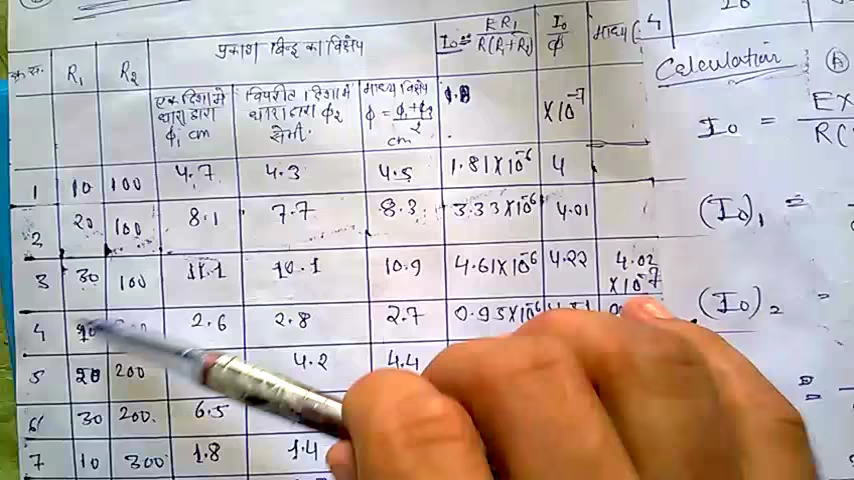 20
क्र.सं. R₁ R₂ प्रकाश बिन्दु का विक्षेप I₀ = ER₁/R(R₁+R₂) I₀/ϕ माध्य 4
एक दिशा में धारा द्वारा ϕ₁ cm
विपरीत दिशा में धारा द्वारा ϕ₂ सेमी.
माध्य विक्षेप ϕ = ϕ₁+ϕ₂/2 cm
×10⁻⁷
1 10 100 4.7 4.3 4.5 1.81×10⁻⁶ 4
2 20 100 8.1 7.7 8.3 3.33×10⁻⁶ 4.01
3 30 100 11.1 10.1 10.9 4.61×10⁻⁶ 4.22 4.02 ×10⁻⁷
4 10 2.6 2.8 2.7 0.95×10⁻⁶
5 20 200 4.2 4.4
6 30 200. 6.5
7 10 300 1.8 1.4
Calculation
I₀ = EX
R(
(I₀)₁ =
(I₀)₂ =
=